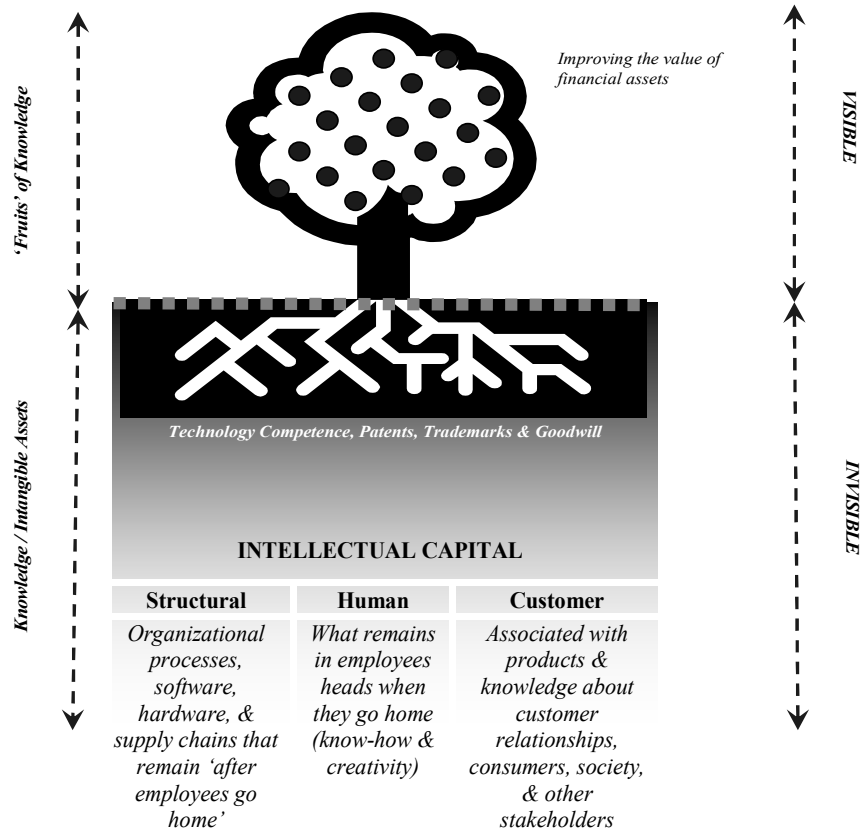 Improving the value of
financial assets
'Fruits' of Knowledge
VISIBLE
Knowledge / Intangible Assets
INVISIBLE
Technology Competence, Patents, Trademarks & Goodwill
INTELLECTUAL CAPITAL
Structural
Organizational
processes,
software,
hardware, &
supply chains that
remain 'after
employees go
home'
Human
What remains
in employees
heads when
they go home
(know-how &
creativity)
Customer
Associated with
products &
knowledge about
customer
relationships,
consumers, society,
& other
stakeholders